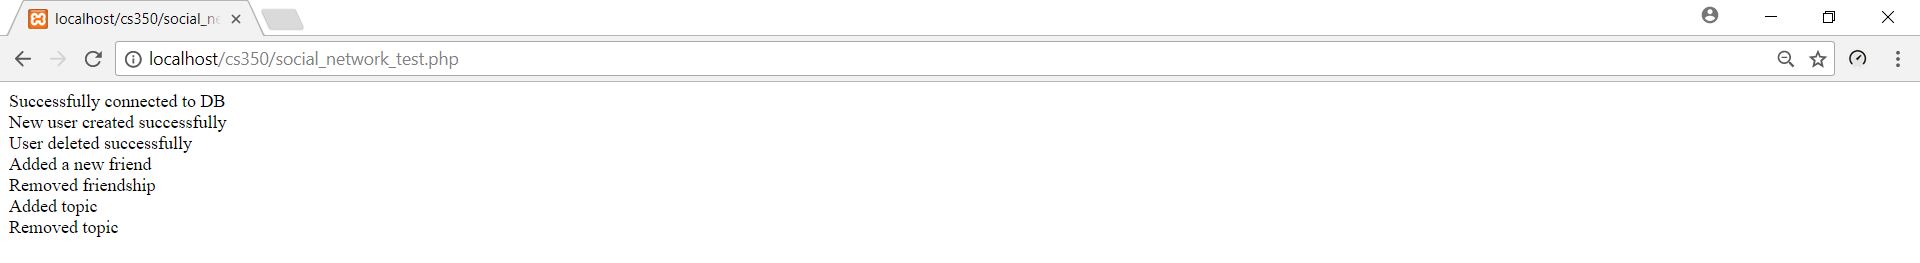 localhost/cs350/social_ne
localhost/cs350/social_network_test.php
Successfully connected to DB
New user created successfully
User deleted successfully
Added a new friend
Removed friendship
Added topic
Removed topic